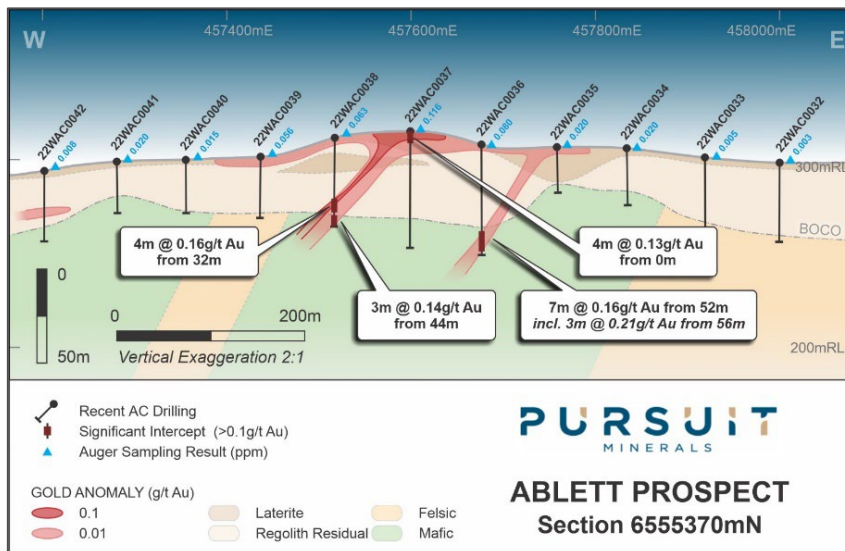 W
457400mE
457600mE
457800mE
458000mE
E
22WAC0042
0.008
22WAC0041
0.020
22WAC0040
0.015
22WAC0039
0.056
22WAC0038
0.063
22WAC0037
0.116
22WAC0036
0.080
22WAC0035
0.020
22WAC0034
0.020
22WAC0033
0.005
22WAC0032
0.003
300mRL
BOCO
200mRL
4m @ 0.16g/t Au
from 32m
4m @ 0.13g/t Au
from 0m
3m @ 0.14g/t Au
from 44m
7m @ 0.16g/t Au from 52m
incl. 3m @ 0.21g/t Au from 56m
0
50m
0
200m
Vertical Exaggeration 2:1
Recent AC Drilling
Significant Intercept (>0.1g/t Au)
Auger Sampling Result (ppm)
GOLD ANOMALY (g/t Au)
0.1
0.01
Laterite
Regolith Residual
Felsic
Mafic
PURSUIT
MINERALS
ABLETT PROSPECT
Section 6555370mN